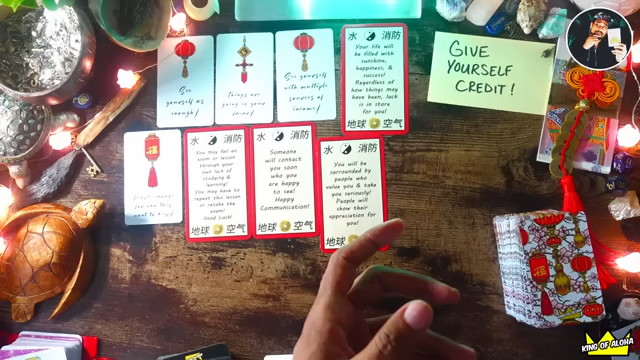 See
yourself as
enough!
Things are
going in your
favor!
See yourself
with multiple
sources of
income!
水 消防
Your life will
be filled with
sunshine,
happiness, &
success!
Regardless of
how things may
have been, luck
is in store
for you!
地球 空气
GIVE
YOURSELF
CREDIT!
福
水 消防
You may fail an
exam or lesson
through your
own lack of
studying &
learning!
You may have to
repeat this lesson
or retake the
exam!
Good Luck!
地球 空气
水 消防
Someone
will contact
you soon
who you
are happy
to see!
Happy
Communication!
地球 空气
水 消防
You will be
surrounded by
people who
value you & take
you seriously!
People will
show their
appreciation for
you!
地球
福
KING OF ALOHA